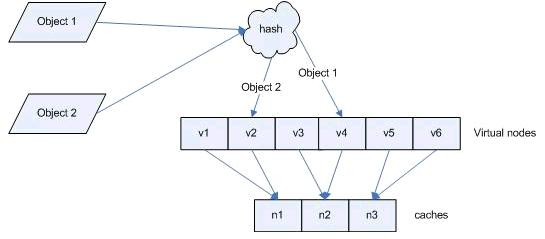 Object 1
hash
Object 1
Object 2
Object 2
v1 v2 v3 v4 v5 v6 Virtual nodes
n1 n2 n3 caches